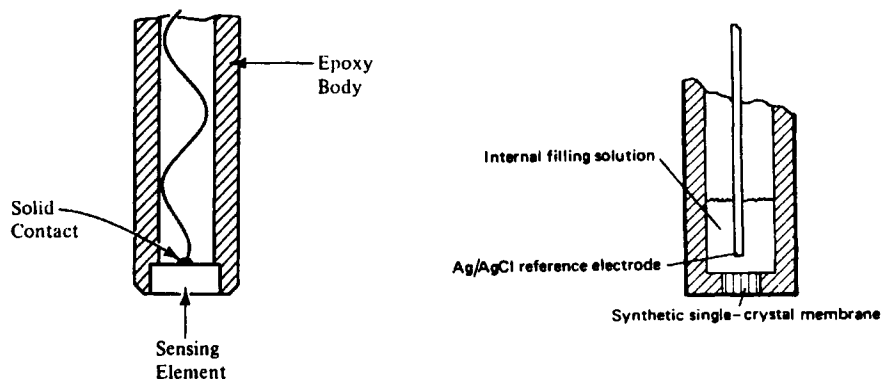 Epoxy
Body
Solid
Contact
Sensing
Element
Internal filling solution
Ag/AgCl reference electrode
Synthetic single-crystal membrane